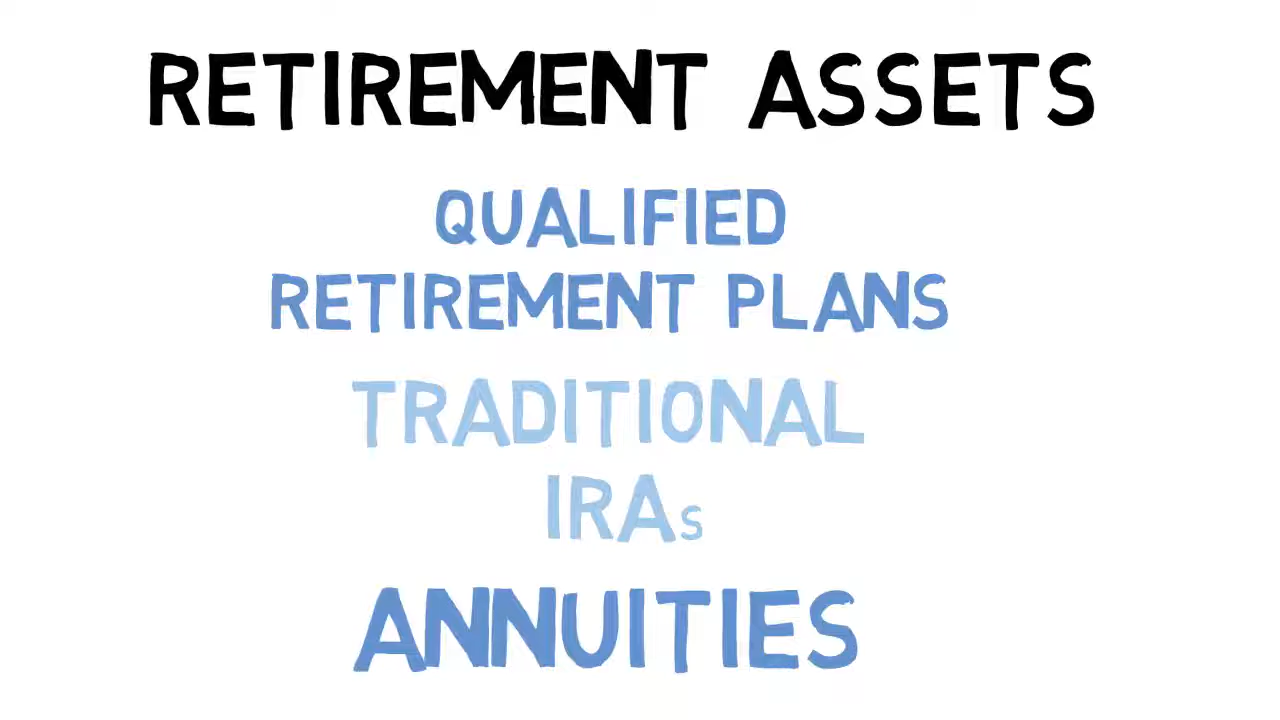 RETIREMENT ASSETS
QUALIFIED
RETIREMENT PLANS
TRADITIONAL
IRAs
ANNUITIES